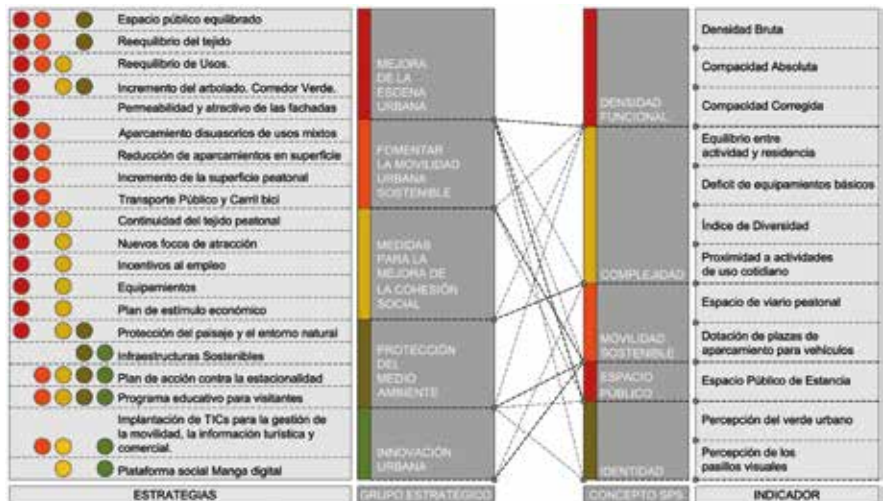 Espacio público equilibrado
Reequilibrio del tejido
Reequilibrio de Usos.
Incremento del arbolado. Corredor Verde.
Permeabilidad y atractivo de las fachadas
Aparcamiento disuasorios de usos mixtos
Reducción de aparcamientos en superficie
Incremento de la superficie peatonal
Transporte Público y Carril bici
Continuidad del tejido peatonal
Nuevos focos de atracción
Incentivos al empleo
Equipamientos
Plan de estímulo económico
Protección del paisaje y el entorno natural
Infraestructuras Sostenibles
Plan de acción contra la estacionalidad
Programa educativo para visitantes
Implantación de TICs para la gestión de
la movilidad, la información turística y
comercial.
Plataforma social Manga digital
ESTRATEGIAS
MEJORA
DE LA
ESCENA
URBANA
FOMENTAR
LA MOVILIDAD
URBANA
SOSTENIBLE
MEDIDAS
PARA LA
MEJORA DE
LA COHESIÓN
SOCIAL
PROTECCIÓN
DEL
MEDIO
AMBIENTE
INNOVACIÓN
URBANA
GRUPO ESTRATÉGICO
DENSIDAD
FUNCIONAL
COMPLEJIDAD
MOVILIDAD
SOSTENIBLE
ESPACIO
PÚBLICO
IDENTIDAD
CONCEPTO SPS
Densidad Bruta
Compacidad Absoluta
Compacidad Corregida
Equilibrio entre
actividad y residencia
Deficit de equipamientos básicos
Índice de Diversidad
Proximidad a actividades
de uso cotidiano
Espacio de viario peatonal
Dotación de plazas de
aparcamiento para vehículos
Espacio Público de Estancia
Percepción del verde urbano
Percepción de los
pasillos visuales
INDICADOR